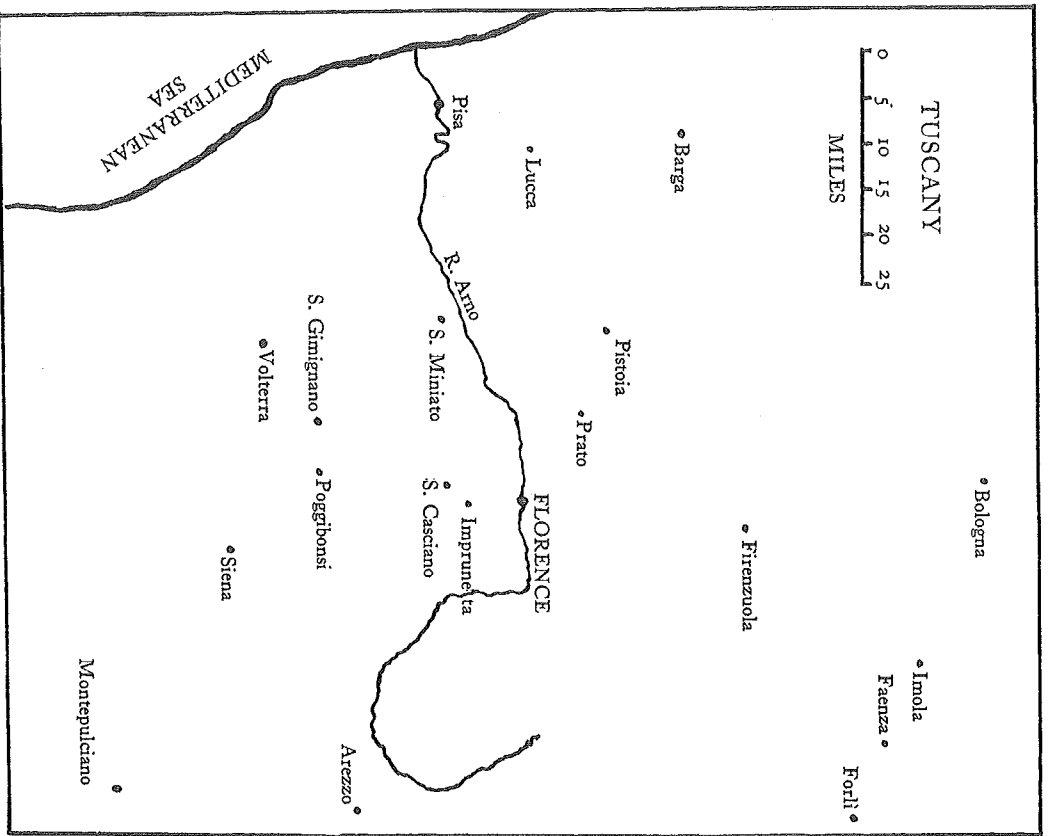 TUSCANY
0 5 10 15 20 25
MILES
Bologna
Imola
Faenza
Forlì
Firenzuola
Barga
Pistoia
Prato
Lucca
FLORENCE
Pisa
R. Arno
Impruneta
S. Miniato
S. Casciano
Arezzo
S. Gimignano
Poggibonsi
Volterra
Siena
MEDITERRANEAN
SEA
Montepulciano